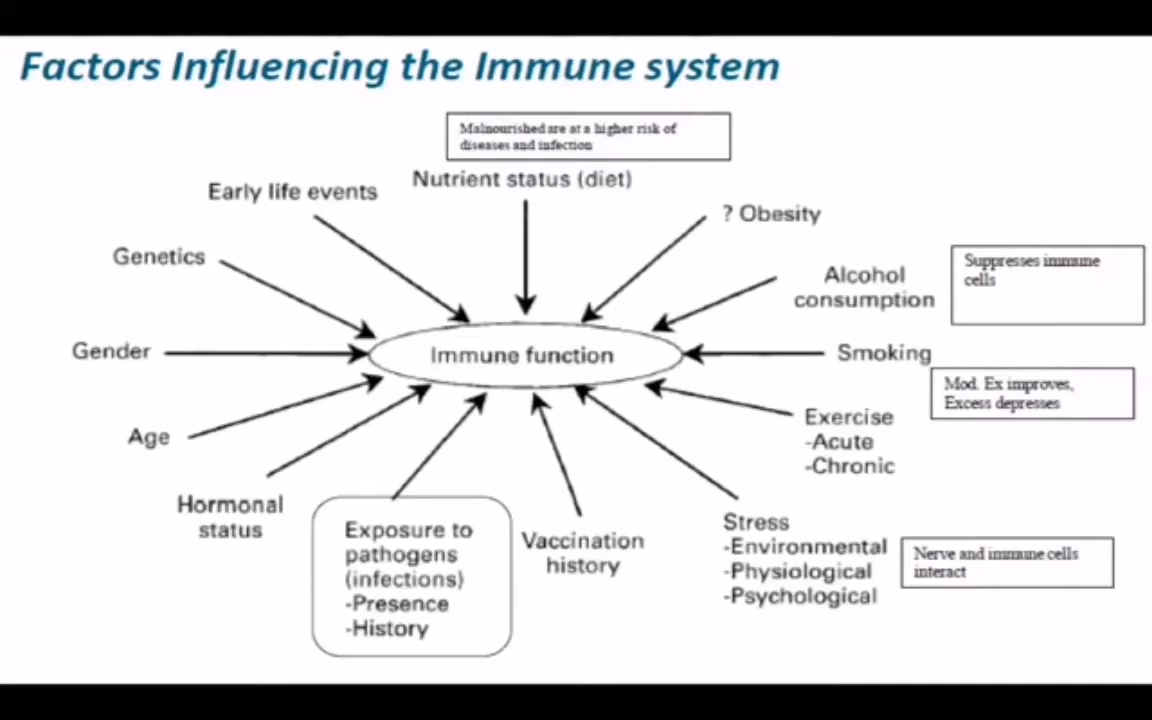 Factors Influencing the Immune system
Malnourished are at a higher risk of
diseases and infection
Nutrient status (diet)
Early life events
? Obesity
Genetics
Alcohol
consumption
Suppresses immune
cells
Gender
Immune function
Smoking
Mod. Ex improves,
Excess depresses
Exercise
-Acute
-Chronic
Age
Hormonal
status
Exposure to
pathogens
(infections)
-Presence
-History
Vaccination
history
Stress
-Environmental
-Physiological
-Psychological
Nerve and immune cells
interact